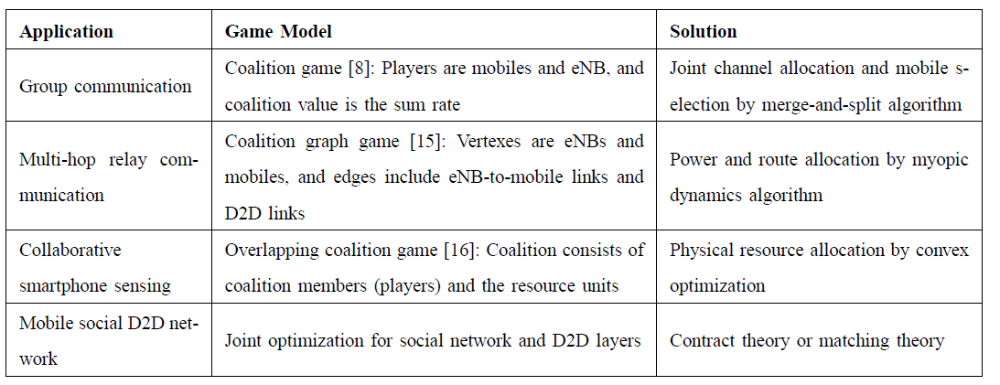 Application Game Model Solution
Group communication
Coalition game [8]: Players are mobiles and eNB, and
coalition value is the sum rate
Joint channel allocation and mobile s-
election by merge-and-split algorithm
Multi-hop relay com-
munication
Coalition graph game [15]: Vertexes are eNBs and
mobiles, and edges include eNB-to-mobile links and
D2D links
Power and route allocation by myopic
dynamics algorithm
Collaborative
smartphone sensing
Overlapping coalition game [16]: Coalition consists of
coalition members (players) and the resource units
Physical resource allocation by convex
optimization
Mobile social D2D net-
work
Joint optimization for social network and D2D layers
Contract theory or matching theory